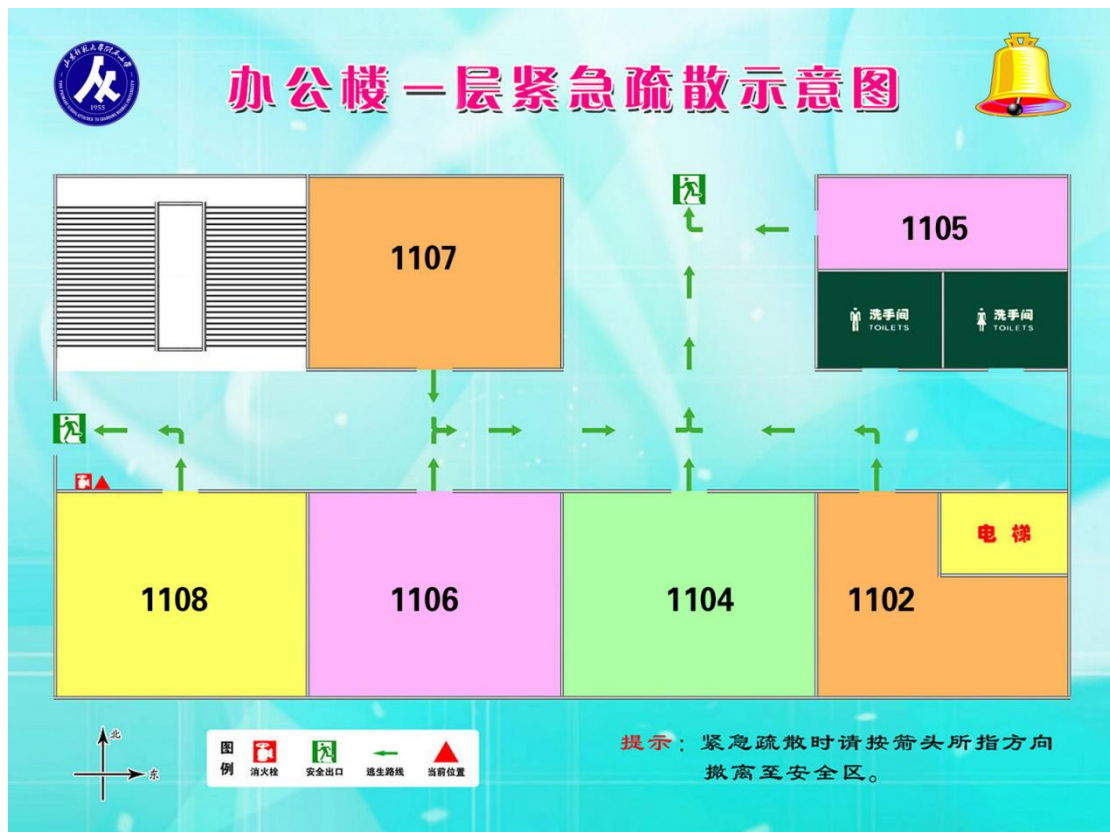 办公楼一层紧急疏散示意图
1955
1107
1105
洗手间
TOILETS
洗手间
TOILETS
电梯
1108
1106
1104
1102
北
东
图例
消火栓
安全出口
逃生路线
当前位置
提示：紧急疏散时请按箭头所指方向
撤离至安全区。